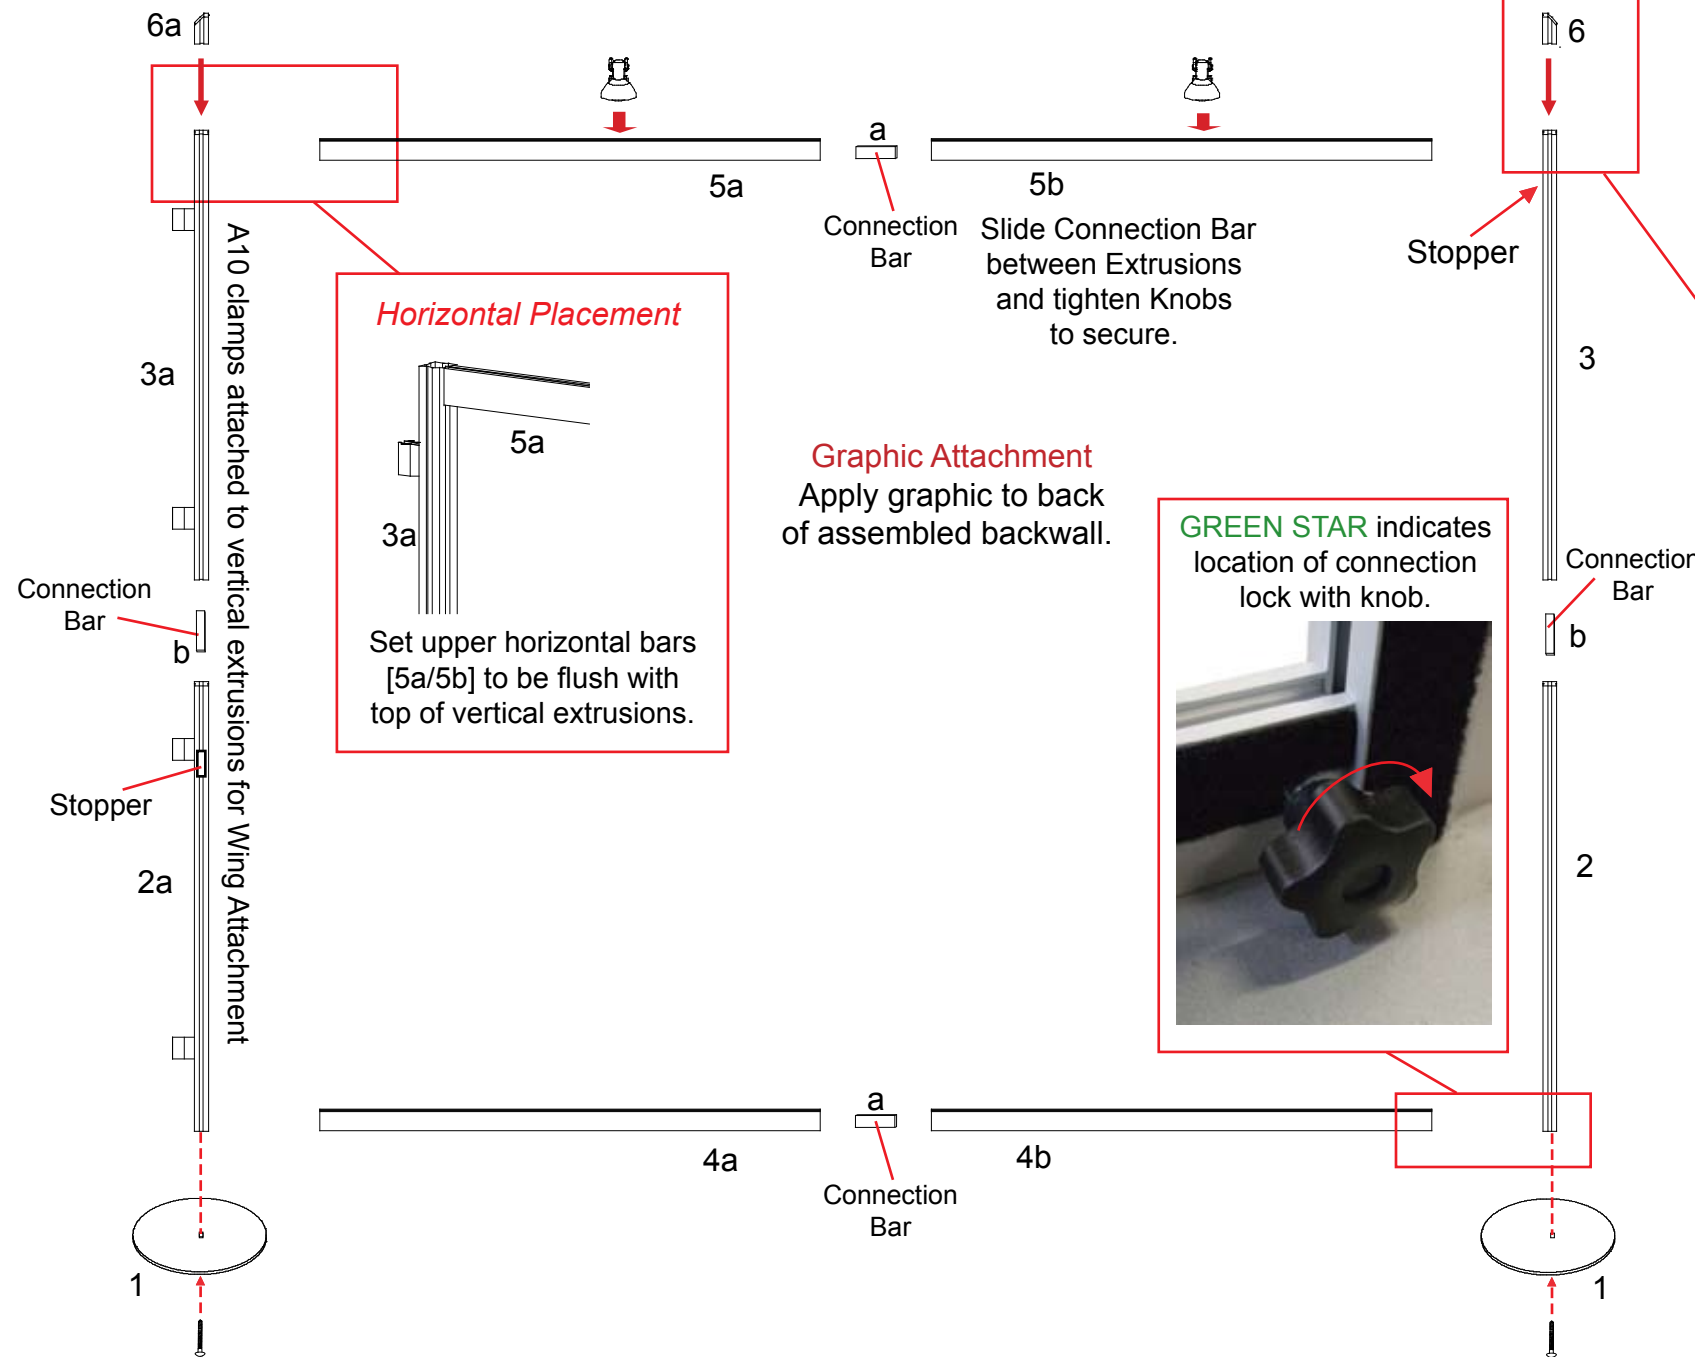 6a
6
a
5a
5b
Connection
Bar
Slide Connection Bar
between Extrusions
and tighten Knobs
to secure.
Stopper
A10 clamps attached to vertical extrusions for Wing Attachment
Horizontal Placement
5a
3a
Set upper horizontal bars
[5a/5b] to be flush with
top of vertical extrusions.
3a
3
Graphic Attachment
Apply graphic to back
of assembled backwall.
GREEN STAR indicates
location of connection
lock with knob.
Connection
Bar
b
Connection
Bar
b
Stopper
2a
2
a
4a
4b
Connection
Bar
1
1